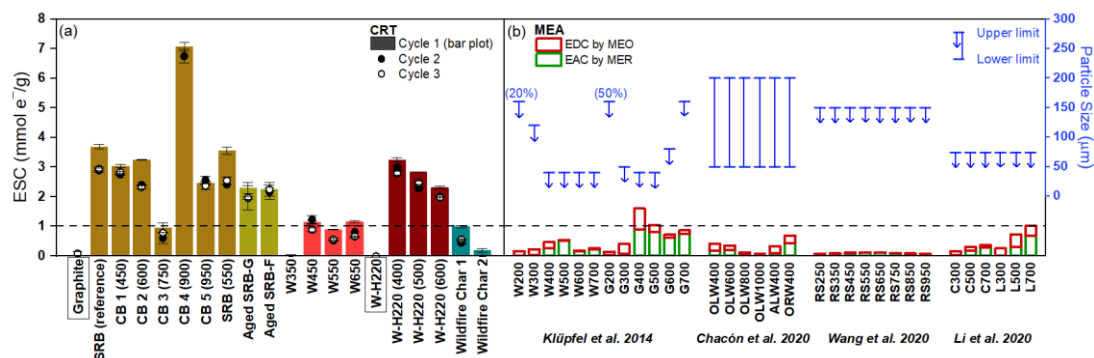 (a)
CRT
Cycle 1 (bar plot)
Cycle 2
Cycle 3
ESC (mmol e⁻/g)
8
7
6
5
4
3
2
1
0
Graphite
SRB (reference)
CB 1 (450)
CB 2 (600)
CB 3 (750)
CB 4 (900)
CB 5 (950)
SRB (550)
Aged SRB-G
Aged SRB-F
W350
W450
W550
W650
W-H220
W-H220 (400)
W-H220 (500)
W-H220 (600)
Wildfire Char 1
Wildfire Char 2
(b)
MEA
EDC by MEO
EAC by MER
Upper limit
Lower limit
(20%)
(50%)
300
250
200
150
100
50
0
Particle Size (μm)
W200
W300
W400
W500
W600
W700
G200
G300
G400
G500
G600
G700
OLW400
OLW600
OLW800
OLW1000
ALW400
ORW400
RS250
RS350
RS450
RS550
RS650
RS750
RS850
RS950
C300
C500
C700
L300
L500
L700
Klüpfel et al. 2014
Chacón et al. 2020
Wang et al. 2020
Li et al. 2020